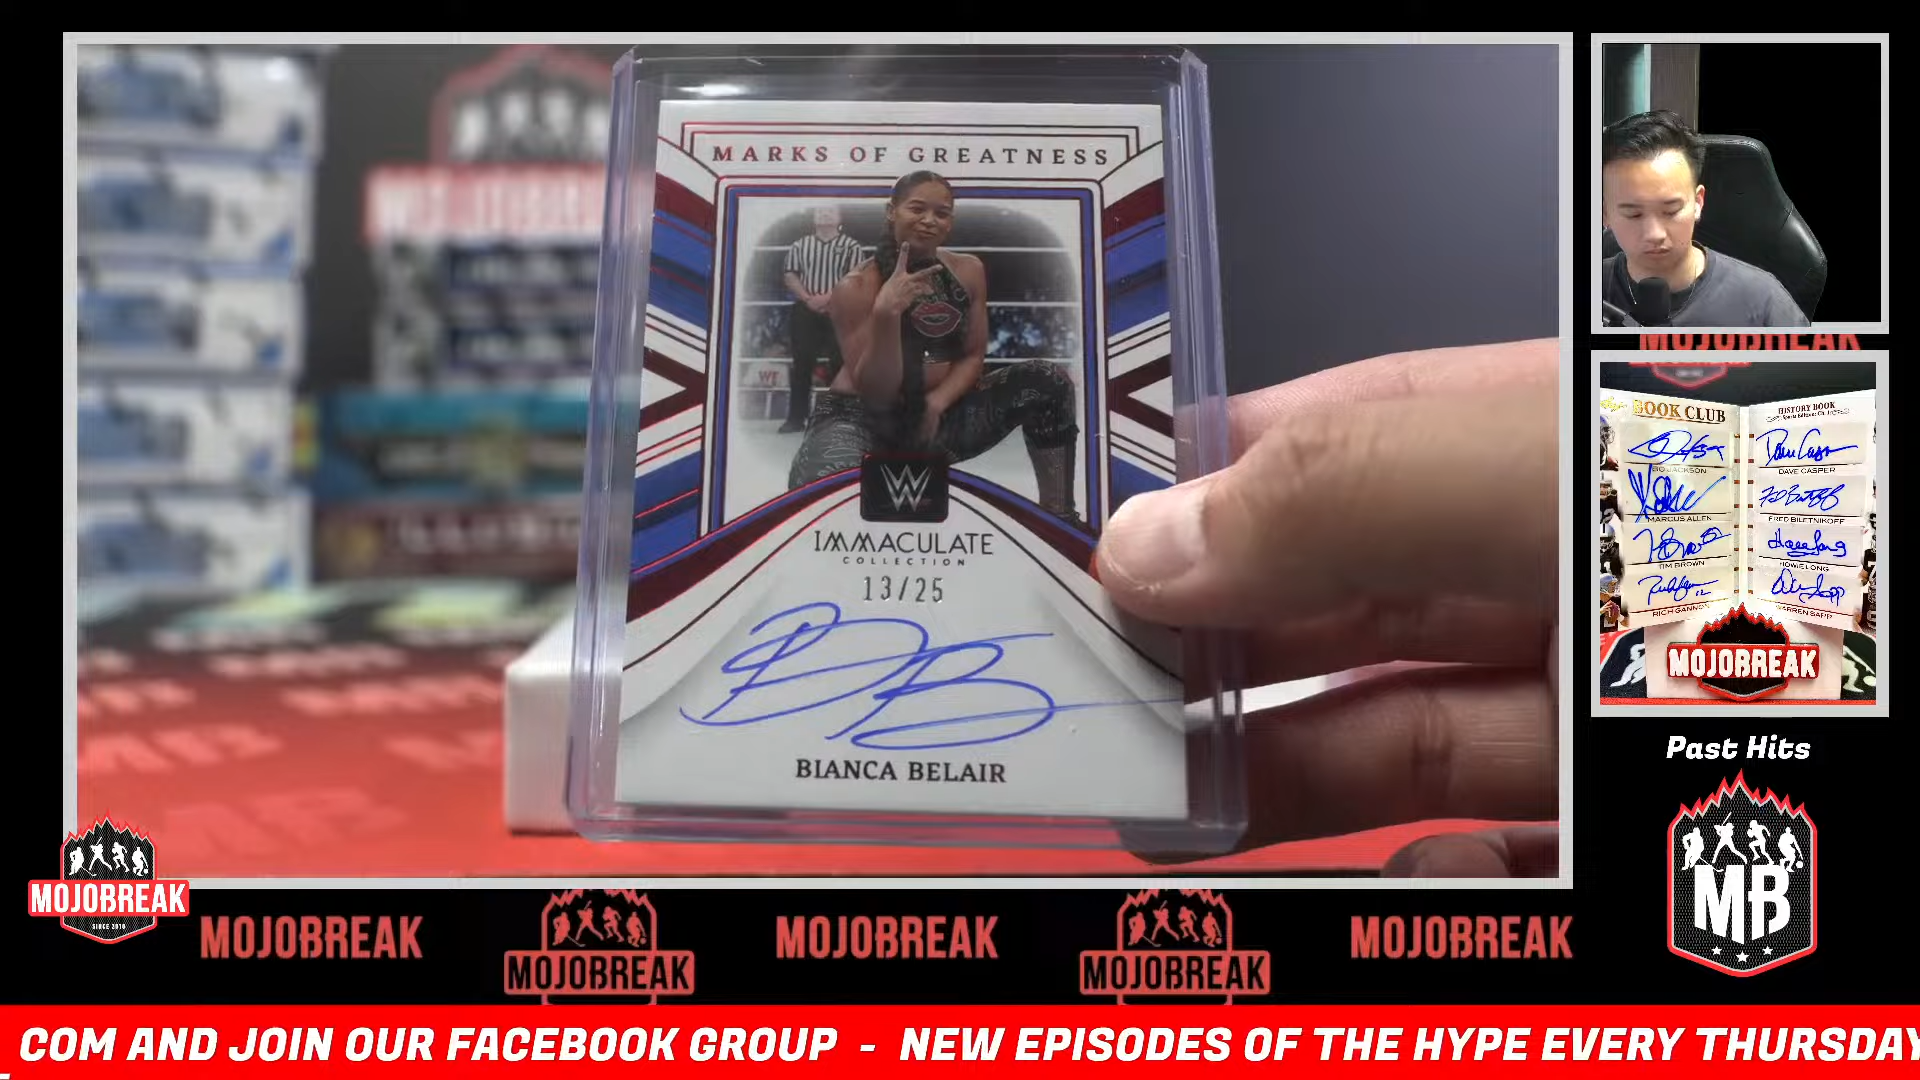 MARKS OF GREATNESS
W
IMMACULATE
COLLECTION
13/25
BIANCA BELAIR
BOOK CLUB
HISTORY BOOK
BO JACKSON
DAVE CASPER
MARCUS ALLEN
FRED BILETNIKOFF
TIM BROWN
HOWIE LONG
RICH GANNON
WARREN SAPP
MOJOBREAK
Past Hits
MB
MOJOBREAK
SINCE 2010
MOJOBREAK
MOJOBREAK
MOJOBREAK
MOJOBREAK
MOJOBREAK
COM AND JOIN OUR FACEBOOK GROUP - NEW EPISODES OF THE HYPE EVERY THURSDAY